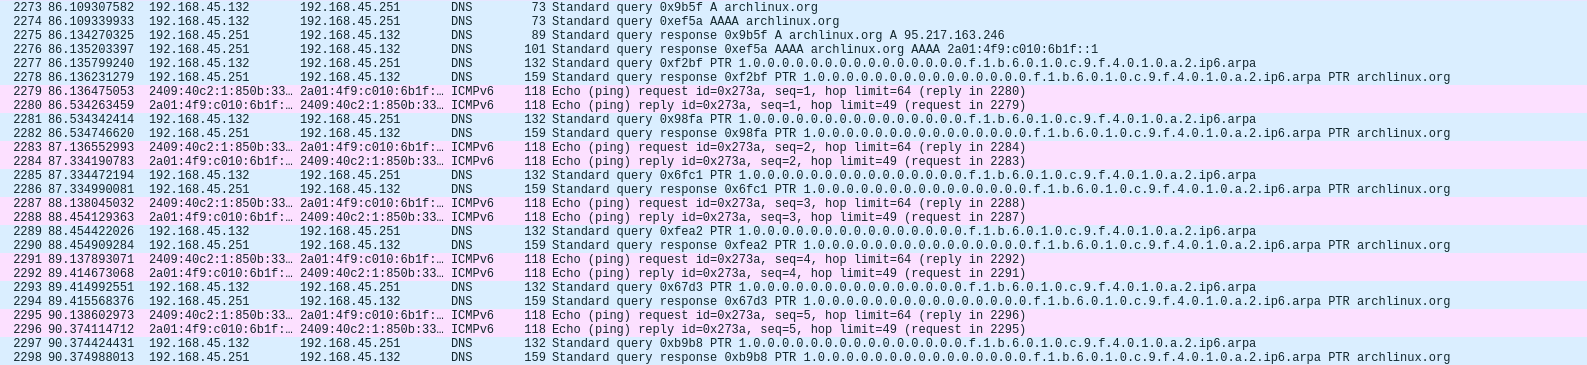 2273 86.109307582 192.168.45.132 192.168.45.251 DNS 73 Standard query 0x9b5f A archlinux.org
2274 86.109339933 192.168.45.132 192.168.45.251 DNS 73 Standard query 0xef5a AAAA archlinux.org
2275 86.134270325 192.168.45.251 192.168.45.132 DNS 89 Standard query response 0x9b5f A archlinux.org A 95.217.163.246
2276 86.135203397 192.168.45.251 192.168.45.132 DNS 101 Standard query response 0xef5a AAAA archlinux.org AAAA 2a01:4f9:c010:6b1f::1
2277 86.135799240 192.168.45.132 192.168.45.251 DNS 132 Standard query 0xf2bf PTR 1.0.0.0.0.0.0.0.0.0.0.0.0.0.0.0.f.1.b.6.0.1.0.c.9.f.4.0.1.0.a.2.ip6.arpa
2278 86.136231279 192.168.45.251 192.168.45.132 DNS 159 Standard query response 0xf2bf PTR 1.0.0.0.0.0.0.0.0.0.0.0.0.0.0.0.f.1.b.6.0.1.0.c.9.f.4.0.1.0.a.2.ip6.arpa PTR archlinux.org
2279 86.136475053 2409:40c2:1:850b:33… 2a01:4f9:c010:6b1f:… ICMPv6 118 Echo (ping) request id=0x273a, seq=1, hop limit=64 (reply in 2280)
2280 86.534263459 2a01:4f9:c010:6b1f:… 2409:40c2:1:850b:33… ICMPv6 118 Echo (ping) reply id=0x273a, seq=1, hop limit=49 (request in 2279)
2281 86.534342414 192.168.45.132 192.168.45.251 DNS 132 Standard query 0x98fa PTR 1.0.0.0.0.0.0.0.0.0.0.0.0.0.0.0.f.1.b.6.0.1.0.c.9.f.4.0.1.0.a.2.ip6.arpa
2282 86.534746620 192.168.45.251 192.168.45.132 DNS 159 Standard query response 0x98fa PTR 1.0.0.0.0.0.0.0.0.0.0.0.0.0.0.0.f.1.b.6.0.1.0.c.9.f.4.0.1.0.a.2.ip6.arpa PTR archlinux.org
2283 87.136552993 2409:40c2:1:850b:33… 2a01:4f9:c010:6b1f:… ICMPv6 118 Echo (ping) request id=0x273a, seq=2, hop limit=64 (reply in 2284)
2284 87.334190783 2a01:4f9:c010:6b1f:… 2409:40c2:1:850b:33… ICMPv6 118 Echo (ping) reply id=0x273a, seq=2, hop limit=49 (request in 2283)
2285 87.334472194 192.168.45.132 192.168.45.251 DNS 132 Standard query 0x6fc1 PTR 1.0.0.0.0.0.0.0.0.0.0.0.0.0.0.0.f.1.b.6.0.1.0.c.9.f.4.0.1.0.a.2.ip6.arpa
2286 87.334990081 192.168.45.251 192.168.45.132 DNS 159 Standard query response 0x6fc1 PTR 1.0.0.0.0.0.0.0.0.0.0.0.0.0.0.0.f.1.b.6.0.1.0.c.9.f.4.0.1.0.a.2.ip6.arpa PTR archlinux.org
2287 88.138045032 2409:40c2:1:850b:33… 2a01:4f9:c010:6b1f:… ICMPv6 118 Echo (ping) request id=0x273a, seq=3, hop limit=64 (reply in 2288)
2288 88.454129363 2a01:4f9:c010:6b1f:… 2409:40c2:1:850b:33… ICMPv6 118 Echo (ping) reply id=0x273a, seq=3, hop limit=49 (request in 2287)
2289 88.454422026 192.168.45.132 192.168.45.251 DNS 132 Standard query 0xfea2 PTR 1.0.0.0.0.0.0.0.0.0.0.0.0.0.0.0.f.1.b.6.0.1.0.c.9.f.4.0.1.0.a.2.ip6.arpa
2290 88.454909284 192.168.45.251 192.168.45.132 DNS 159 Standard query response 0xfea2 PTR 1.0.0.0.0.0.0.0.0.0.0.0.0.0.0.0.f.1.b.6.0.1.0.c.9.f.4.0.1.0.a.2.ip6.arpa PTR archlinux.org
2291 89.137893071 2409:40c2:1:850b:33… 2a01:4f9:c010:6b1f:… ICMPv6 118 Echo (ping) request id=0x273a, seq=4, hop limit=64 (reply in 2292)
2292 89.414673068 2a01:4f9:c010:6b1f:… 2409:40c2:1:850b:33… ICMPv6 118 Echo (ping) reply id=0x273a, seq=4, hop limit=49 (request in 2291)
2293 89.414992551 192.168.45.132 192.168.45.251 DNS 132 Standard query 0x67d3 PTR 1.0.0.0.0.0.0.0.0.0.0.0.0.0.0.0.f.1.b.6.0.1.0.c.9.f.4.0.1.0.a.2.ip6.arpa
2294 89.415568376 192.168.45.251 192.168.45.132 DNS 159 Standard query response 0x67d3 PTR 1.0.0.0.0.0.0.0.0.0.0.0.0.0.0.0.f.1.b.6.0.1.0.c.9.f.4.0.1.0.a.2.ip6.arpa PTR archlinux.org
2295 90.138602973 2409:40c2:1:850b:33… 2a01:4f9:c010:6b1f:… ICMPv6 118 Echo (ping) request id=0x273a, seq=5, hop limit=64 (reply in 2296)
2296 90.374114712 2a01:4f9:c010:6b1f:… 2409:40c2:1:850b:33… ICMPv6 118 Echo (ping) reply id=0x273a, seq=5, hop limit=49 (request in 2295)
2297 90.374424431 192.168.45.132 192.168.45.251 DNS 132 Standard query 0xb9b8 PTR 1.0.0.0.0.0.0.0.0.0.0.0.0.0.0.0.f.1.b.6.0.1.0.c.9.f.4.0.1.0.a.2.ip6.arpa
2298 90.374988013 192.168.45.251 192.168.45.132 DNS 159 Standard query response 0xb9b8 PTR 1.0.0.0.0.0.0.0.0.0.0.0.0.0.0.0.f.1.b.6.0.1.0.c.9.f.4.0.1.0.a.2.ip6.arpa PTR archlinux.org